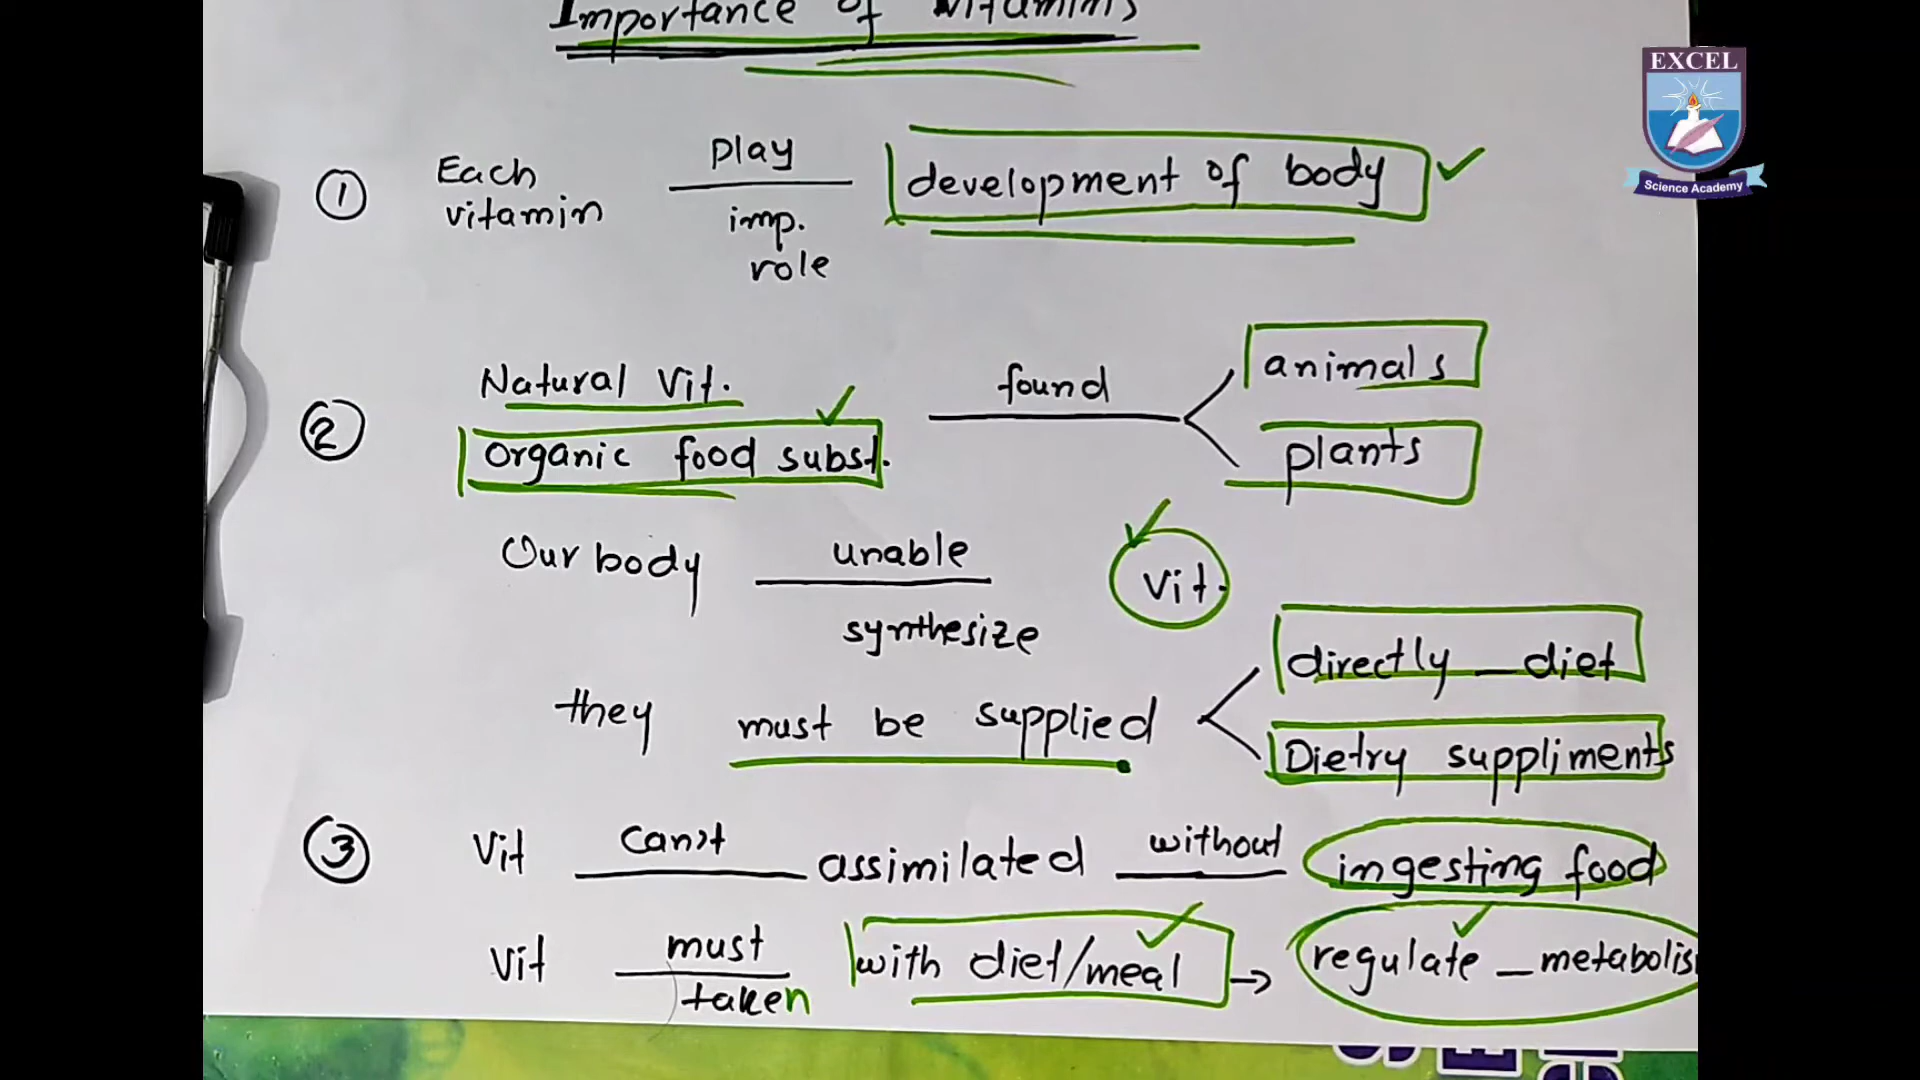 Importance of Vitamins
EXCEL
Science Academy
① Each vitamin play imp. role development of body ✓
② Natural Vit.
Organic food subst. found animals
plants
Our body unable synthesize Vit.
they must be supplied directly _ diet
Dietry suppliments
③ Vit can't assimilated without ingesting food
Vit must taken with diet/meal → regulate _ metabolis